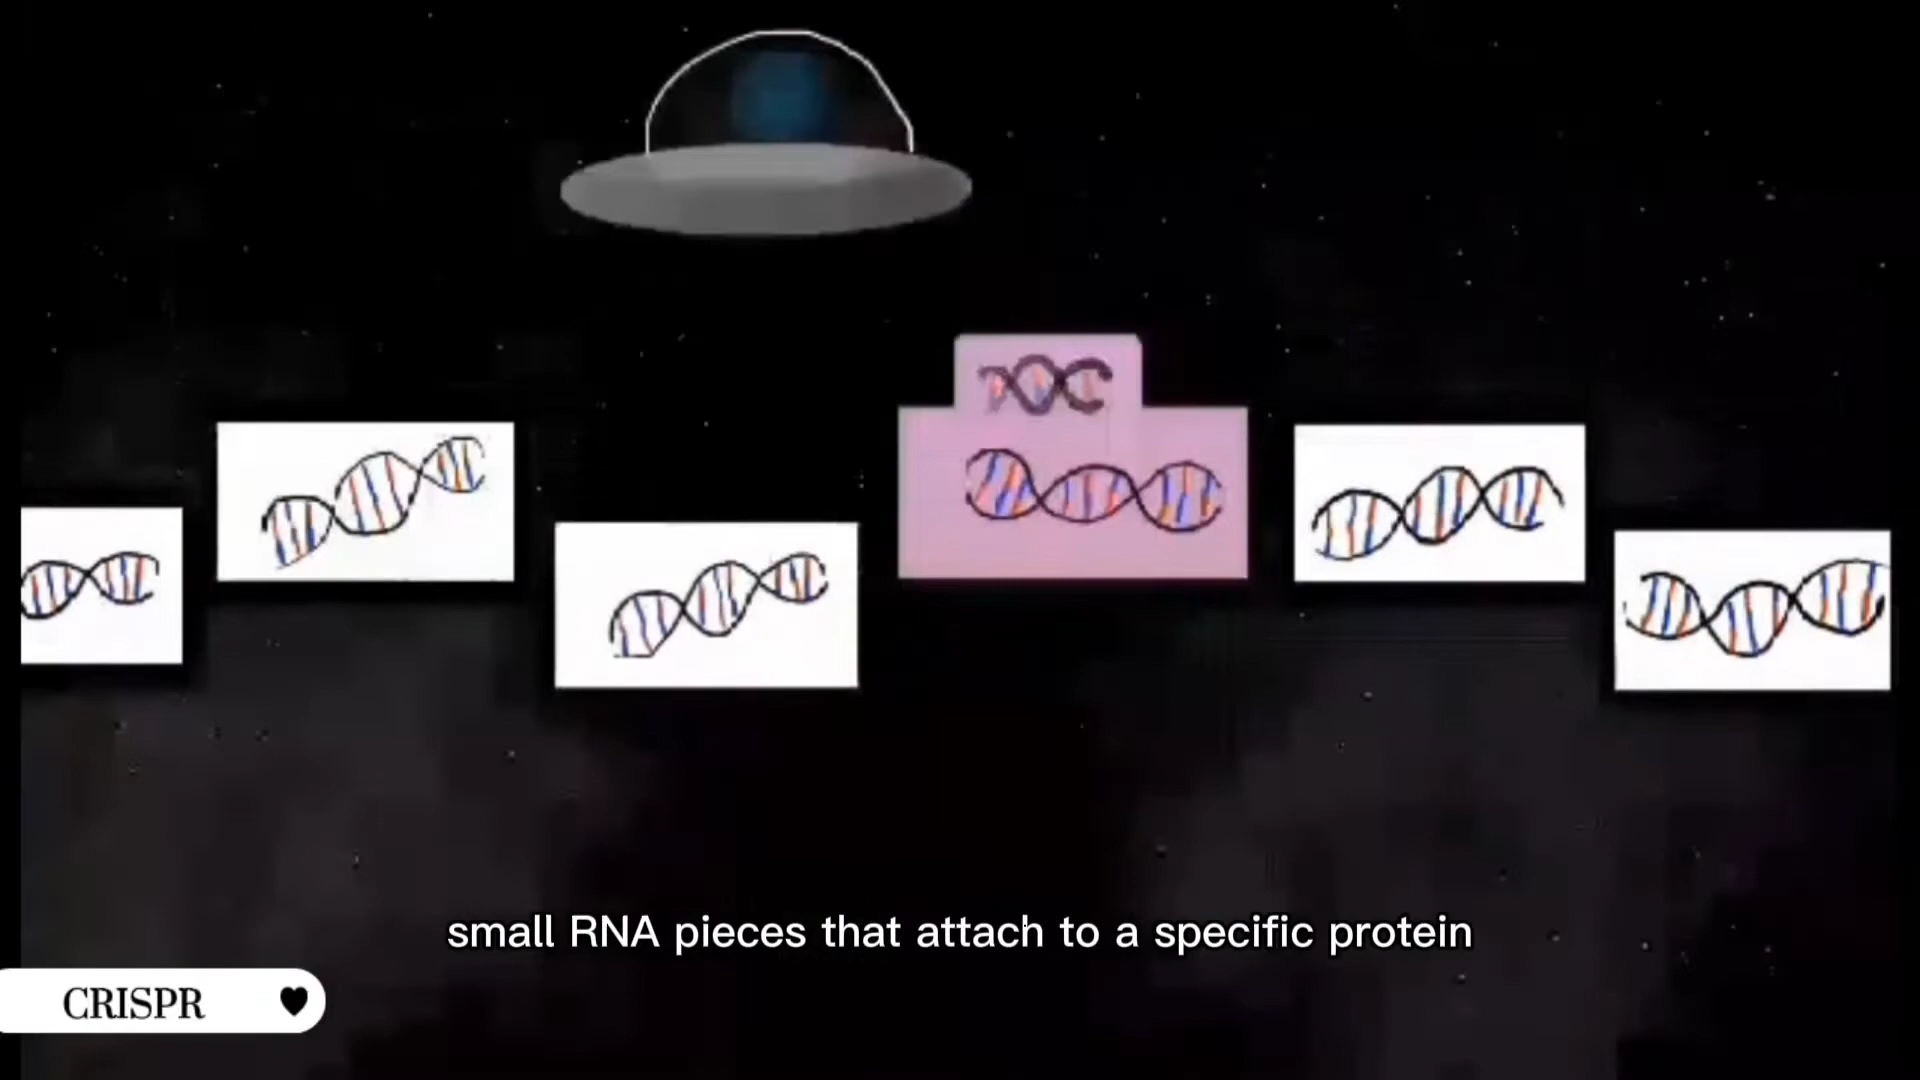 small RNA pieces that attach to a specific protein
CRISPR